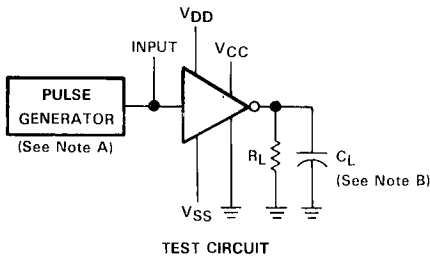 VDD
INPUT
VCC
PULSE
GENERATOR
(See Note A)
RL
CL
(See Note B)
VSS
TEST CIRCUIT